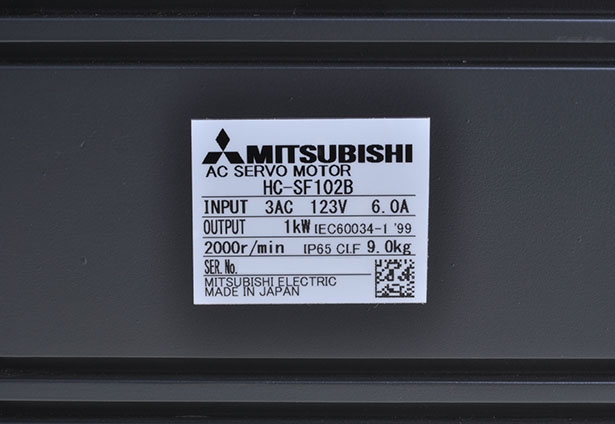 MITSUBISHI
AC SERVO MOTOR
HC-SF102B
INPUT 3AC 123V 6.0A
OUTPUT 1kW IEC60034-1 '99
2000r/min IP65 CLF 9.0kg
SER.No.
MITSUBISHI ELECTRIC
MADE IN JAPAN